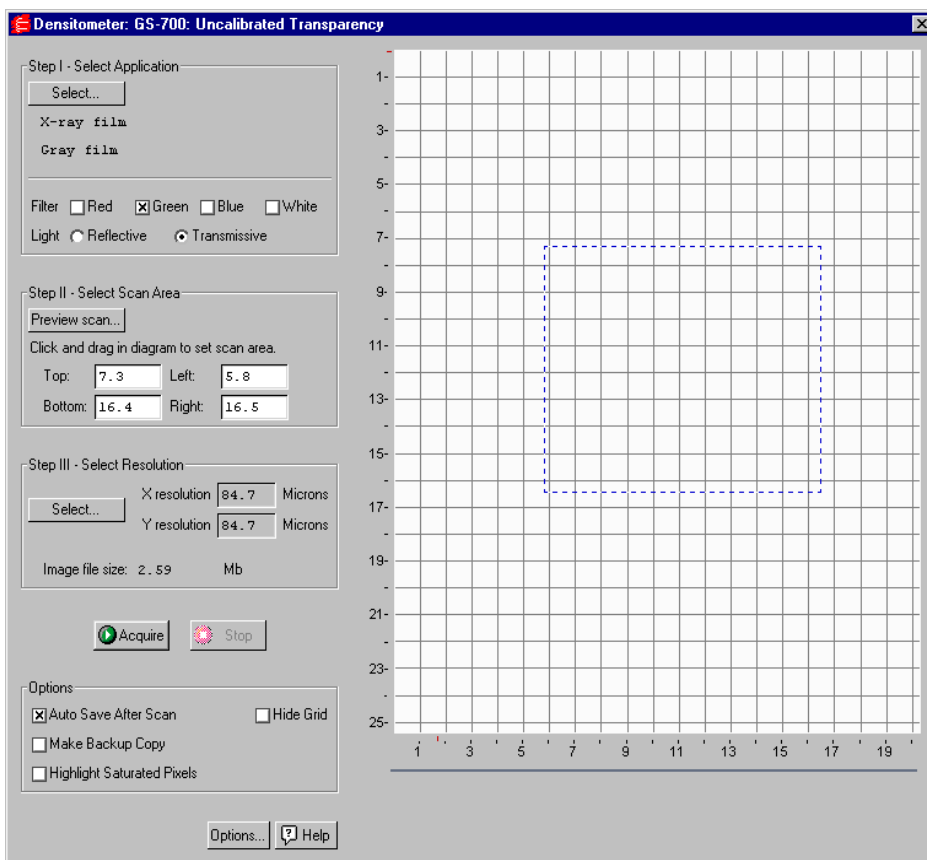 Densitometer: GS-700: Uncalibrated Transparency
Step I - Select Application
Select...
X-ray film
Gray film
Filter Red Green Blue White
Light Reflective Transmissive
Step II - Select Scan Area
Preview scan...
Click and drag in diagram to set scan area.
Top: 7.3 Left: 5.8
Bottom: 16.4 Right: 16.5
Step III - Select Resolution
Select...
X resolution 84.7 Microns
Y resolution 84.7 Microns
Image file size: 2.59 Mb
Acquire Stop
Options
Auto Save After Scan Hide Grid
Make Backup Copy
Highlight Saturated Pixels
Options... Help
1-
3-
5-
7-
9-
11-
13-
15-
17-
19-
21-
23-
25-
1 3 5 7 9 11 13 15 17 19